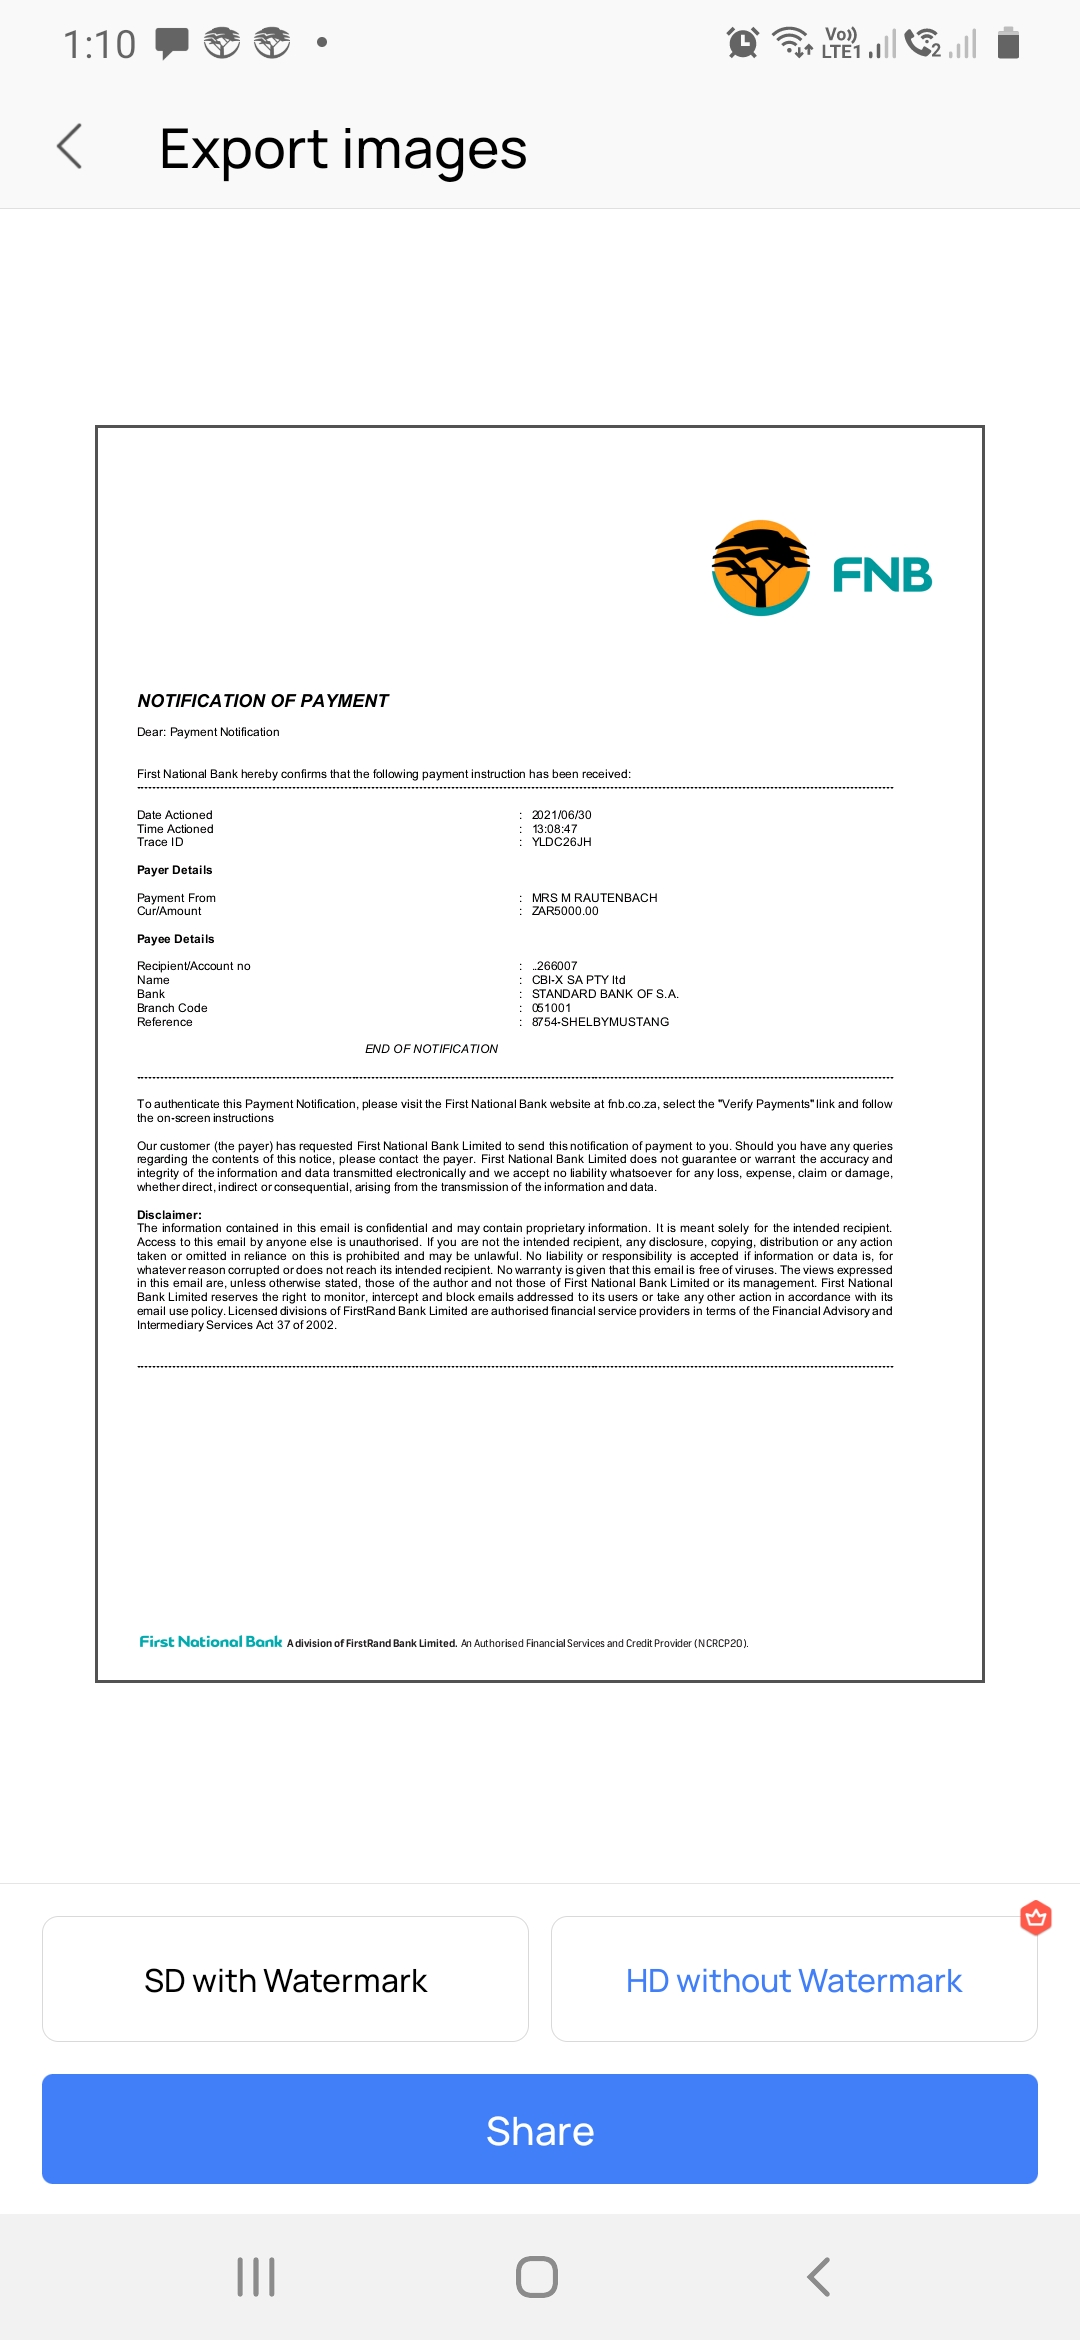 1:10
Vo))
LTE1
2
Export images
FNB
NOTIFICATION OF PAYMENT
Dear: Payment Notification
First National Bank hereby confirms that the following payment instruction has been received:
Date Actioned : 2021/06/30
Time Actioned : 13:08:47
Trace ID : YLDC26JH
Payer Details
Payment From : MRS M RAUTENBACH
Cur/Amount : ZAR5000.00
Payee Details
Recipient/Account no : ..266007
Name : CBI-X SA PTY ltd
Bank : STANDARD BANK OF S.A.
Branch Code : 051001
Reference : 8754-SHELBYMUSTANG
END OF NOTIFICATION
To authenticate this Payment Notification, please visit the First National Bank website at fnb.co.za, select the "Verify Payments" link and follow
the on-screen instructions
Our customer (the payer) has requested First National Bank Limited to send this notification of payment to you. Should you have any queries
regarding the contents of this notice, please contact the payer. First National Bank Limited does not guarantee or warrant the accuracy and
integrity of the information and data transmitted electronically and we accept no liability whatsoever for any loss, expense, claim or damage,
whether direct, indirect or consequential, arising from the transmission of the information and data.
Disclaimer:
The information contained in this email is confidential and may contain proprietary information. It is meant solely for the intended recipient.
Access to this email by anyone else is unauthorised. If you are not the intended recipient, any disclosure, copying, distribution or any action
taken or omitted in reliance on this is prohibited and may be unlawful. No liability or responsibility is accepted if information or data is, for
whatever reason corrupted or does not reach its intended recipient. No warranty is given that this email is free of viruses. The views expressed
in this email are, unless otherwise stated, those of the author and not those of First National Bank Limited or its management. First National
Bank Limited reserves the right to monitor, intercept and block emails addressed to its users or take any other action in accordance with its
email use policy. Licensed divisions of FirstRand Bank Limited are authorised financial service providers in terms of the Financial Advisory and
Intermediary Services Act 37 of 2002.
First National Bank A division of FirstRand Bank Limited. An Authorised Financial Services and Credit Provider (NCRCP20).
SD with Watermark
HD without Watermark
Share